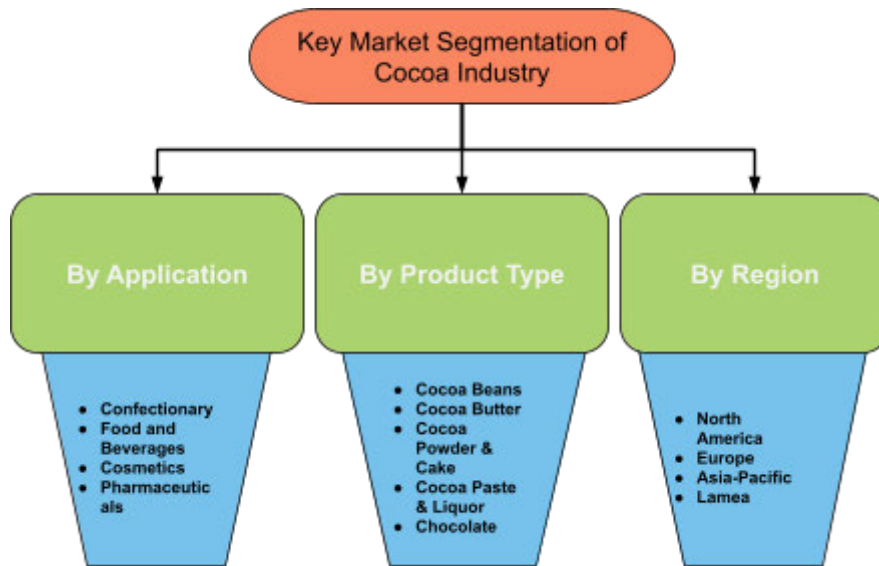 Key Market Segmentation of
Cocoa Industry
By Application
By Product Type
By Region
● Confectionary
● Food and
Beverages
● Cosmetics
● Pharmaceutic
als
● Cocoa Beans
● Cocoa Butter
● Cocoa
Powder &
Cake
● Cocoa Paste
& Liquor
● Chocolate
● North
America
● Europe
● Asia-Pacific
● Lamea